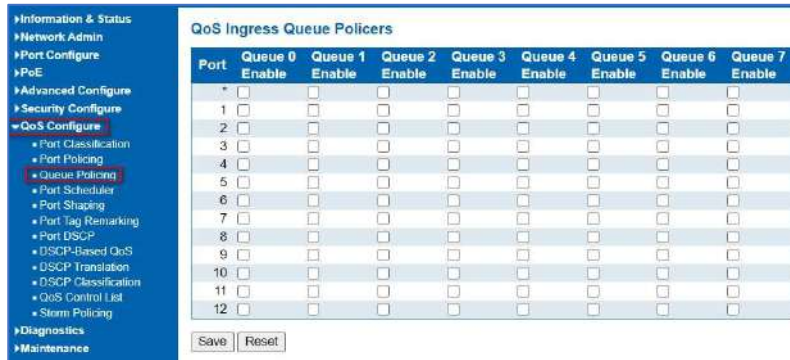 Information & Status
Network Admin
Port Configure
PoE
Advanced Configure
Security Configure
QoS Configure
Port Classification
Port Policing
Queue Policing
Port Scheduler
Port Shaping
Port Tag Remarking
Port DSCP
DSCP-Based QoS
DSCP Translation
DSCP Classification
QoS Control List
Storm Policing
Diagnostics
Maintenance
QoS Ingress Queue Policers
Port Queue 0 Enable Queue 1 Enable Queue 2 Enable Queue 3 Enable Queue 4 Enable Queue 5 Enable Queue 6 Enable Queue 7 Enable
*
1
2
3
4
5
6
7
8
9
10
11
12
Save Reset